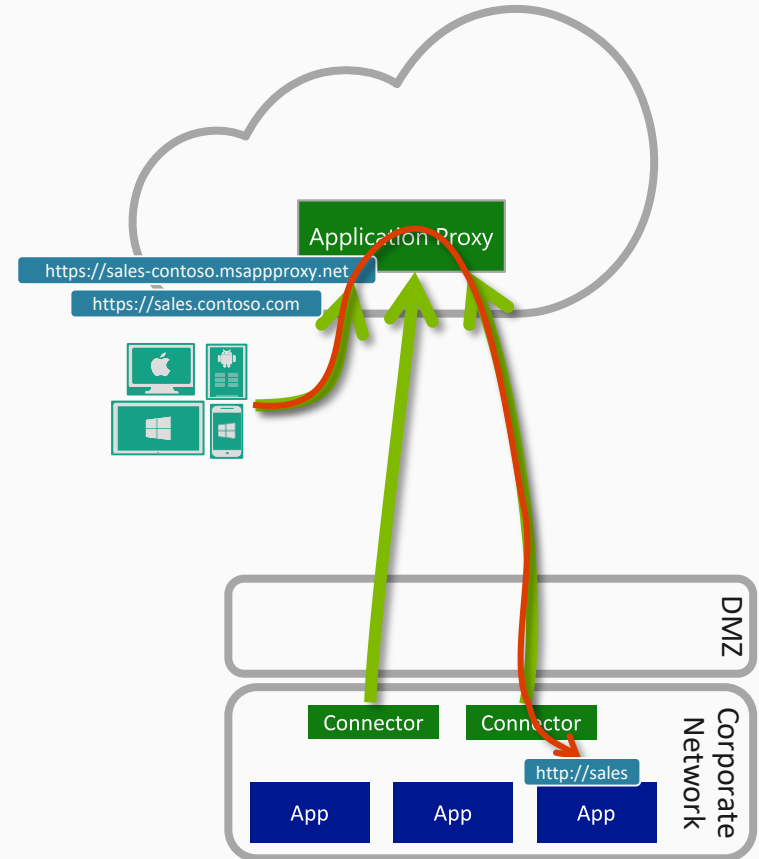 Application Proxy
https://sales-contoso.msappproxy.net
https://sales.contoso.com
DMZ
Connector
Connector
Corporate
Network
http://sales
App
App
App